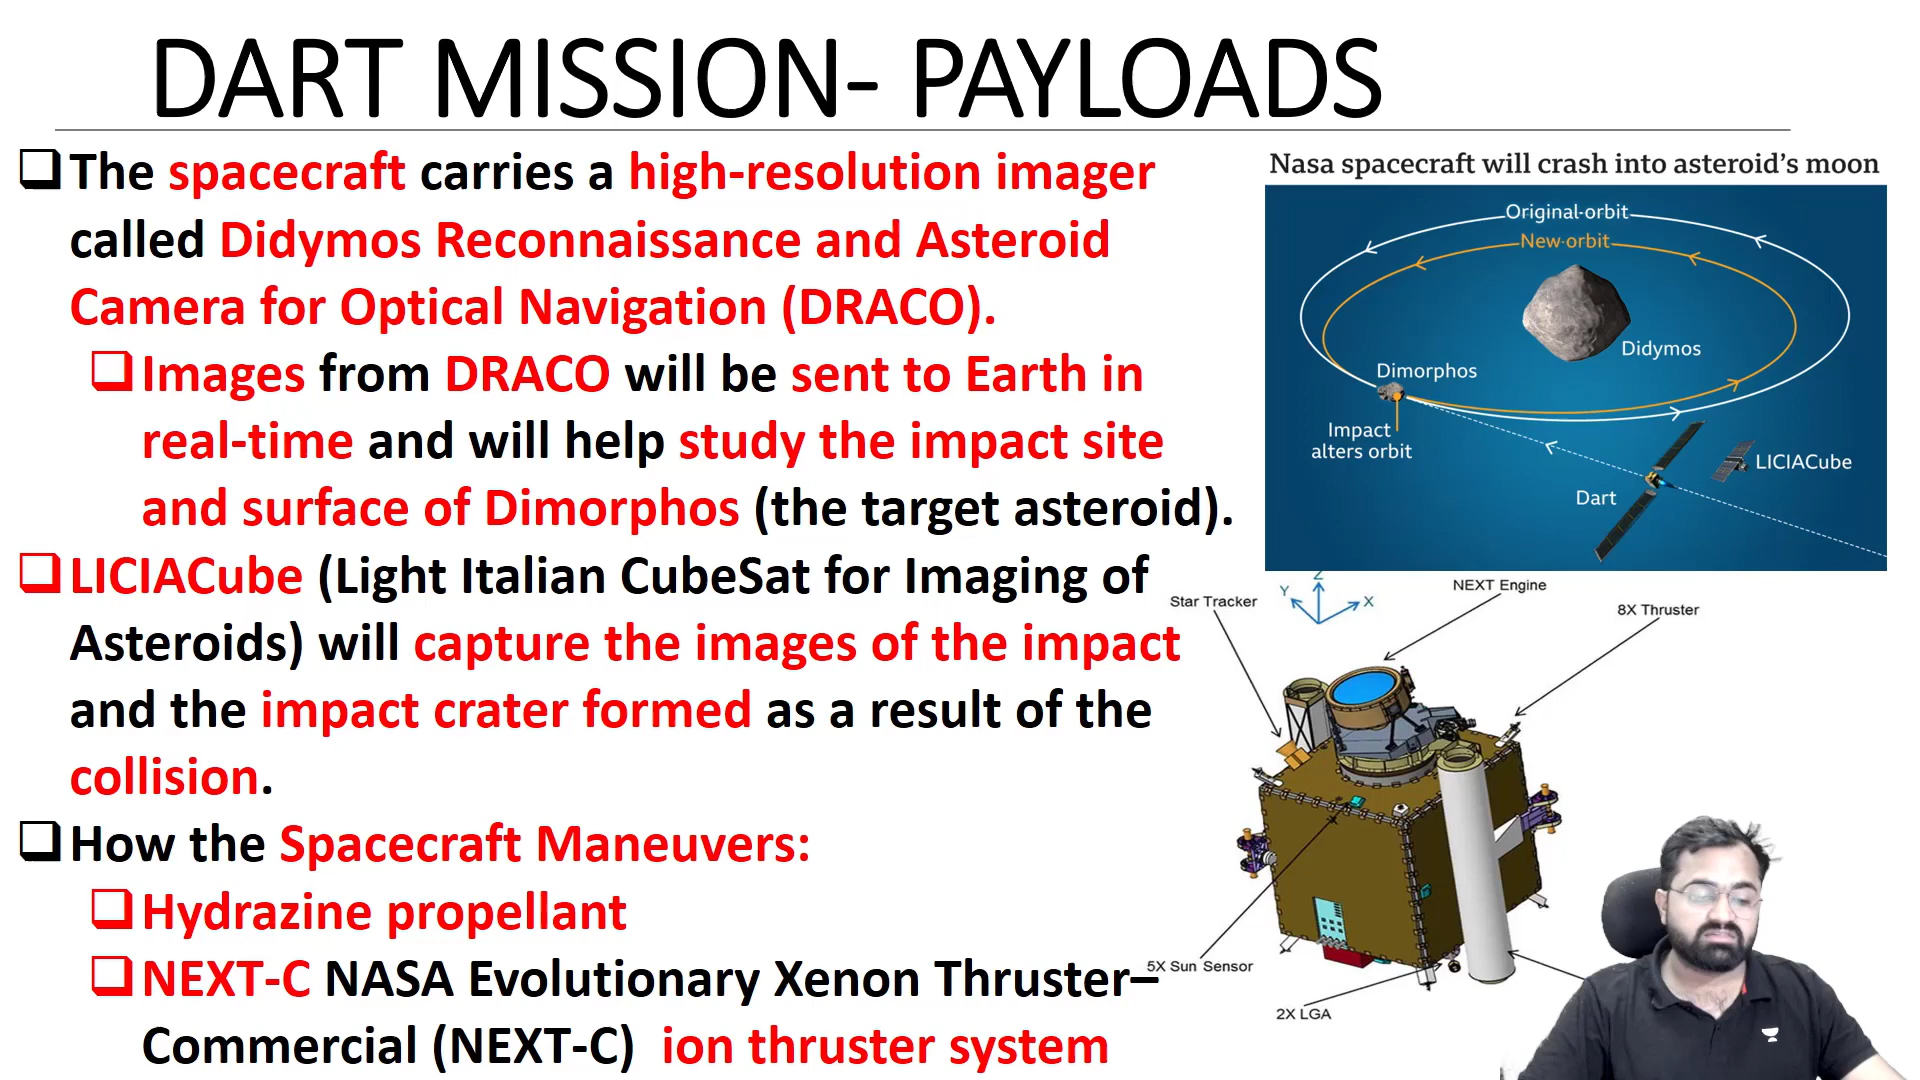 DART MISSION- PAYLOADS
The spacecraft carries a high-resolution imager
called Didymos Reconnaissance and Asteroid
Camera for Optical Navigation (DRACO).
Images from DRACO will be sent to Earth in
real-time and will help study the impact site
and surface of Dimorphos (the target asteroid).
LICIACube (Light Italian CubeSat for Imaging of
Asteroids) will capture the images of the impact
and the impact crater formed as a result of the
collision.
How the Spacecraft Maneuvers:
Hydrazine propellant
NEXT-C NASA Evolutionary Xenon Thruster–
Commercial (NEXT-C) ion thruster system
Nasa spacecraft will crash into asteroid's moon
Original orbit
New orbit
Didymos
Dimorphos
Impact
alters orbit
LICIACube
Dart
Z
Y
X
NEXT Engine
Star Tracker
8X Thruster
5X Sun Sensor
2X LGA